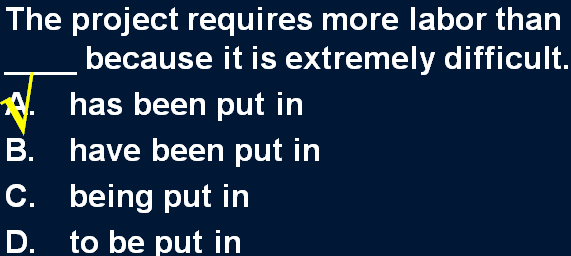 The project requires more labor than
____ because it is extremely difficult.
A. has been put in
B. have been put in
C. being put in
D. to be put in